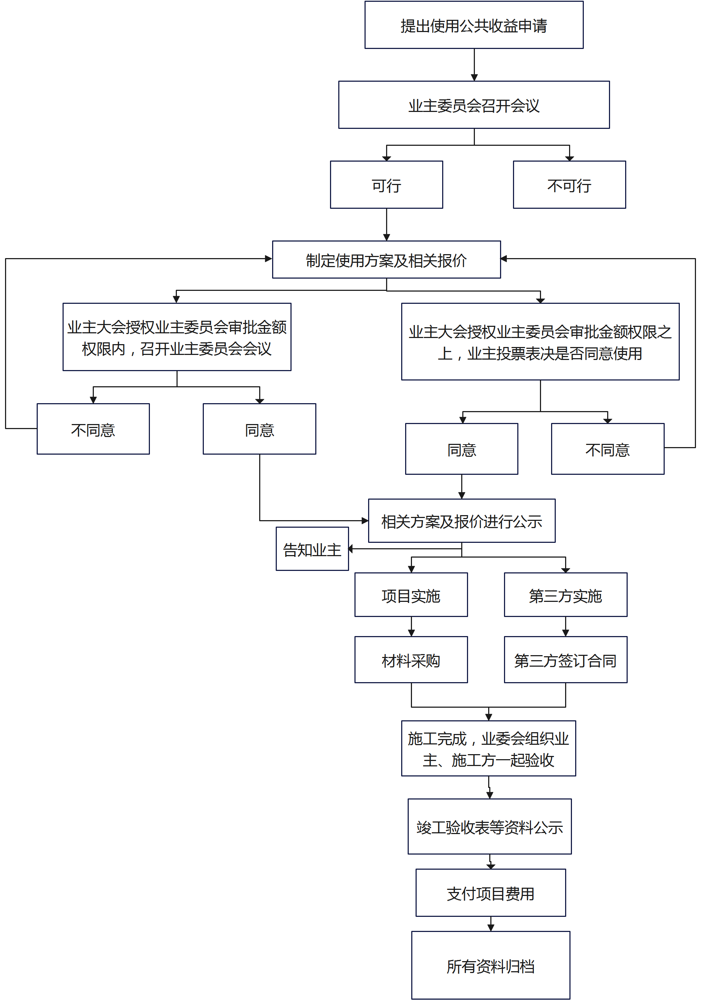 提出使用公共收益申请
业主委员会召开会议
可行
不可行
制定使用方案及相关报价
业主大会授权业主委员会审批金额
权限内，召开业主委员会会议
业主大会授权业主委员会审批金额权限之
上，业主投票表决是否同意使用
不同意
同意
同意
不同意
相关方案及报价进行公示
告知业主
项目实施
第三方实施
材料采购
第三方签订合同
施工完成，业委会组织业
主、施工方一起验收
竣工验收表等资料公示
支付项目费用
所有资料归档